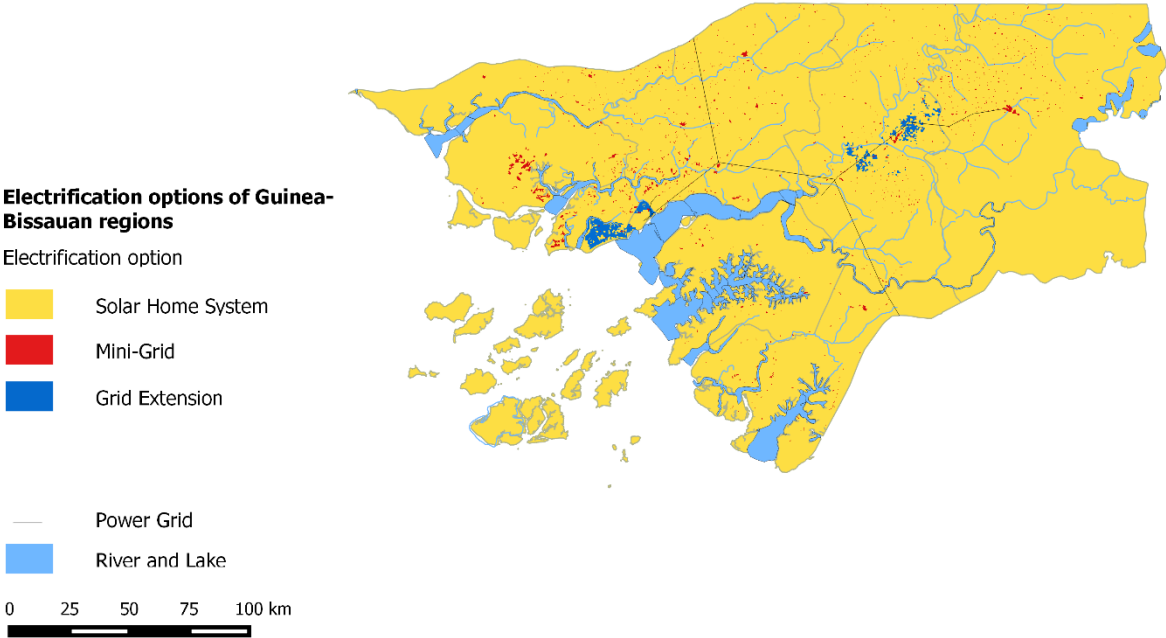 Electrification options of Guinea-
Bissauan regions
Electrification option
Solar Home System
Mini-Grid
Grid Extension
Power Grid
River and Lake
0 25 50 75 100 km